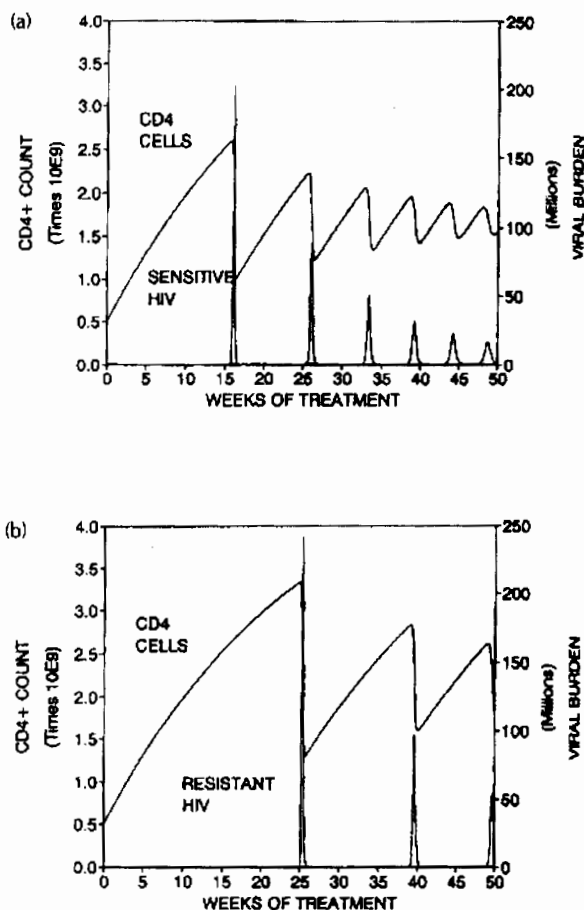 (a)
4.0
3.5
3.0
2.5
2.0
1.5
1.0
0.5
0.0
CD4+ COUNT
(Times 10E9)
CD4
CELLS
SENSITIVE
HIV
250
200
150
100
50
0
(Millions)
VIRAL BURDEN
0 5 10 15 20 25 30 35 40 45 50
WEEKS OF TREATMENT
(b)
4.0
3.5
3.0
2.5
2.0
1.5
1.0
0.5
0.0
CD4+ COUNT
(Times 10E9)
CD4
CELLS
RESISTANT
HIV
250
200
150
100
50
0
(Millions)
VIRAL BURDEN
0 5 10 15 20 25 30 35 40 45 50
WEEKS OF TREATMENT